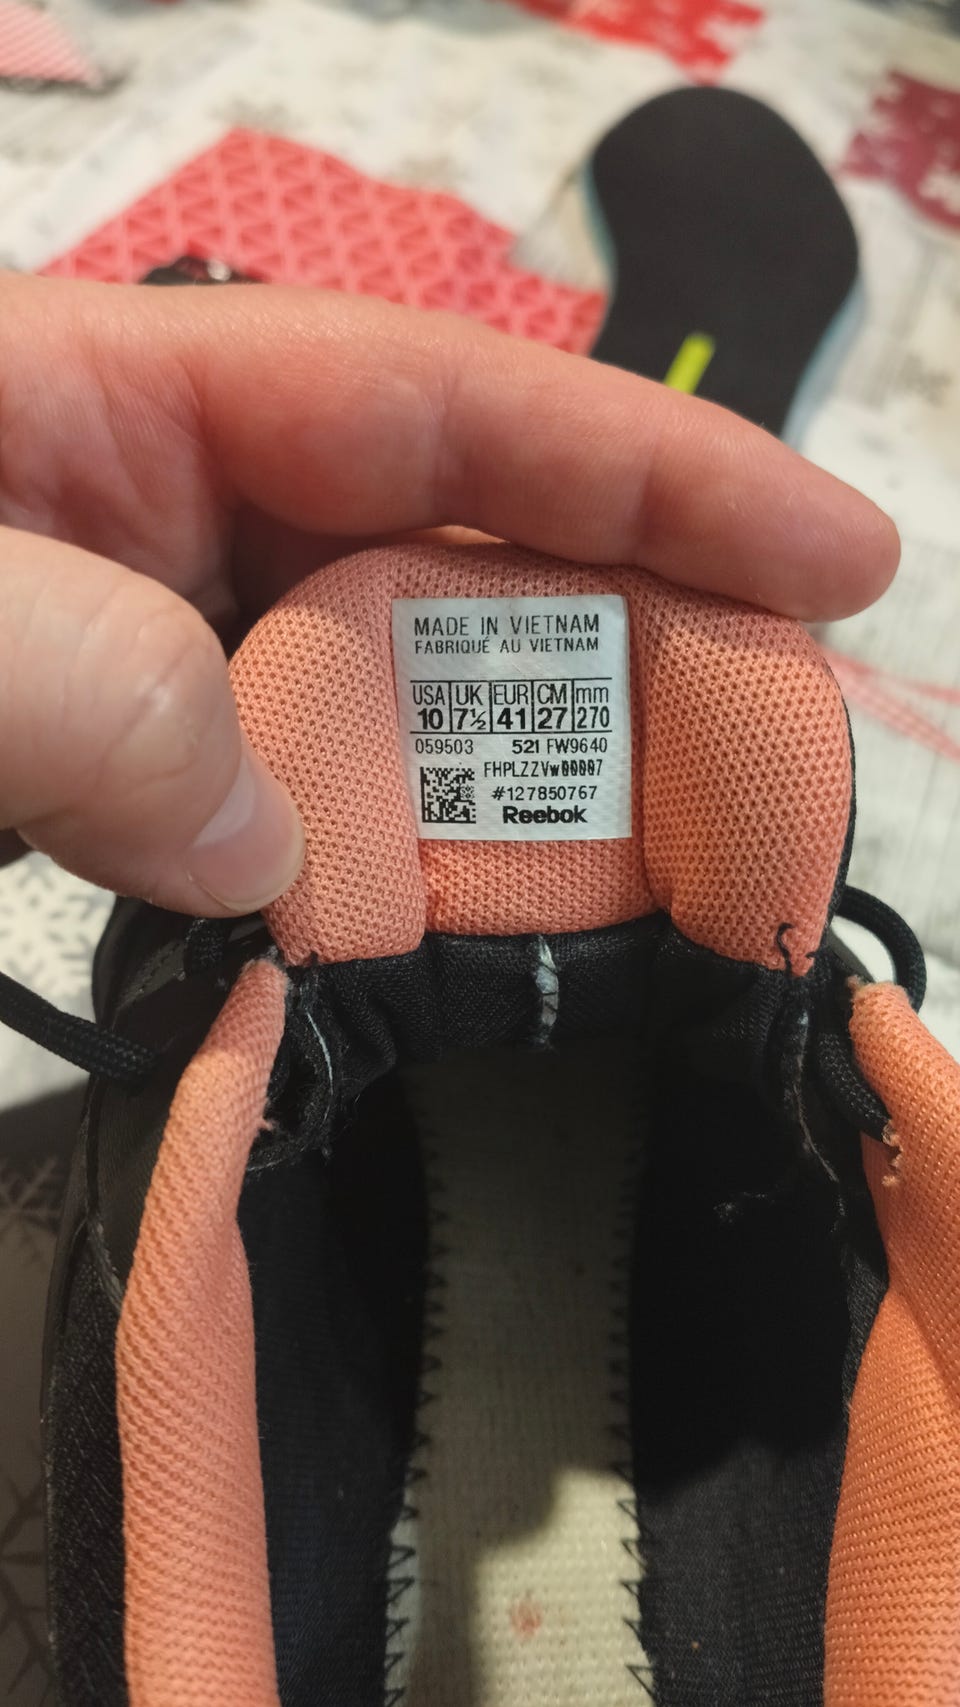 MADE IN VIETNAM
FABRIQUÉ AU VIETNAM
USA UK EUR CM mm
10 7½ 41 27 270
059503 521 FW9640
FHPLZZVw00007
#127850767
Reebok